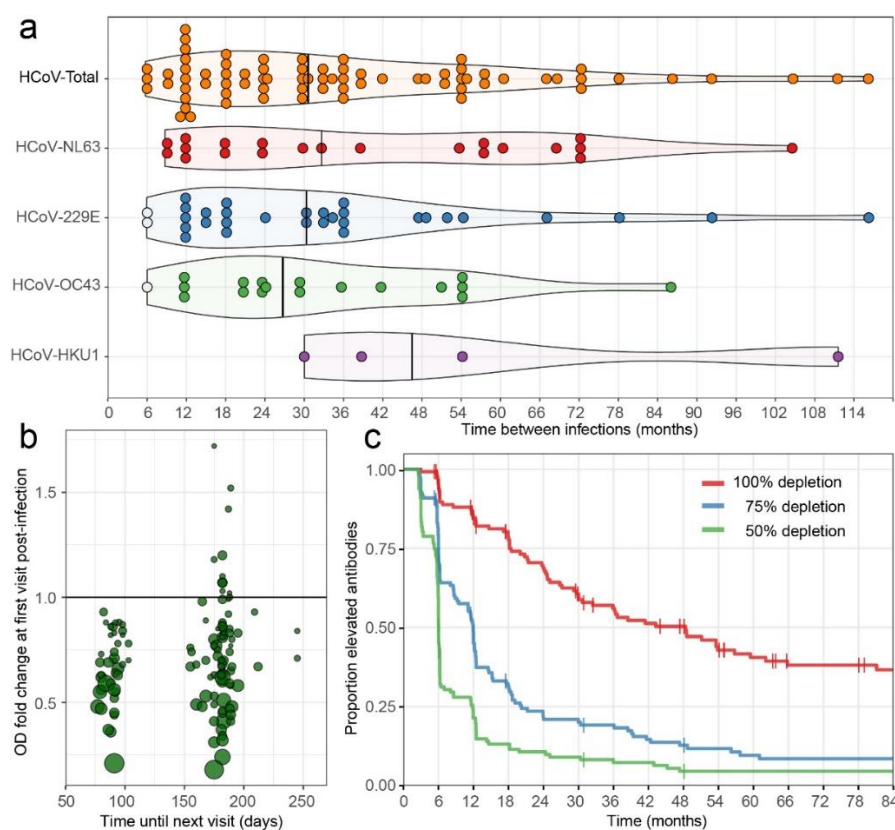 a
HCoV-Total
HCoV-NL63
HCoV-229E
HCoV-OC43
HCoV-HKU1
0 6 12 18 24 30 36 42 48 54 60 66 72 78 84 90 96 102 108 114
Time between infections (months)
b
OD fold change at first visit post-infection
1.5
1.0
0.5
50 100 150 200 250
Time until next visit (days)
c
Proportion elevated antibodies
1.00
0.75
0.50
0.25
0.00
100% depletion
75% depletion
50% depletion
0 6 12 18 24 30 36 42 48 54 60 66 72 78 84
Time (months)